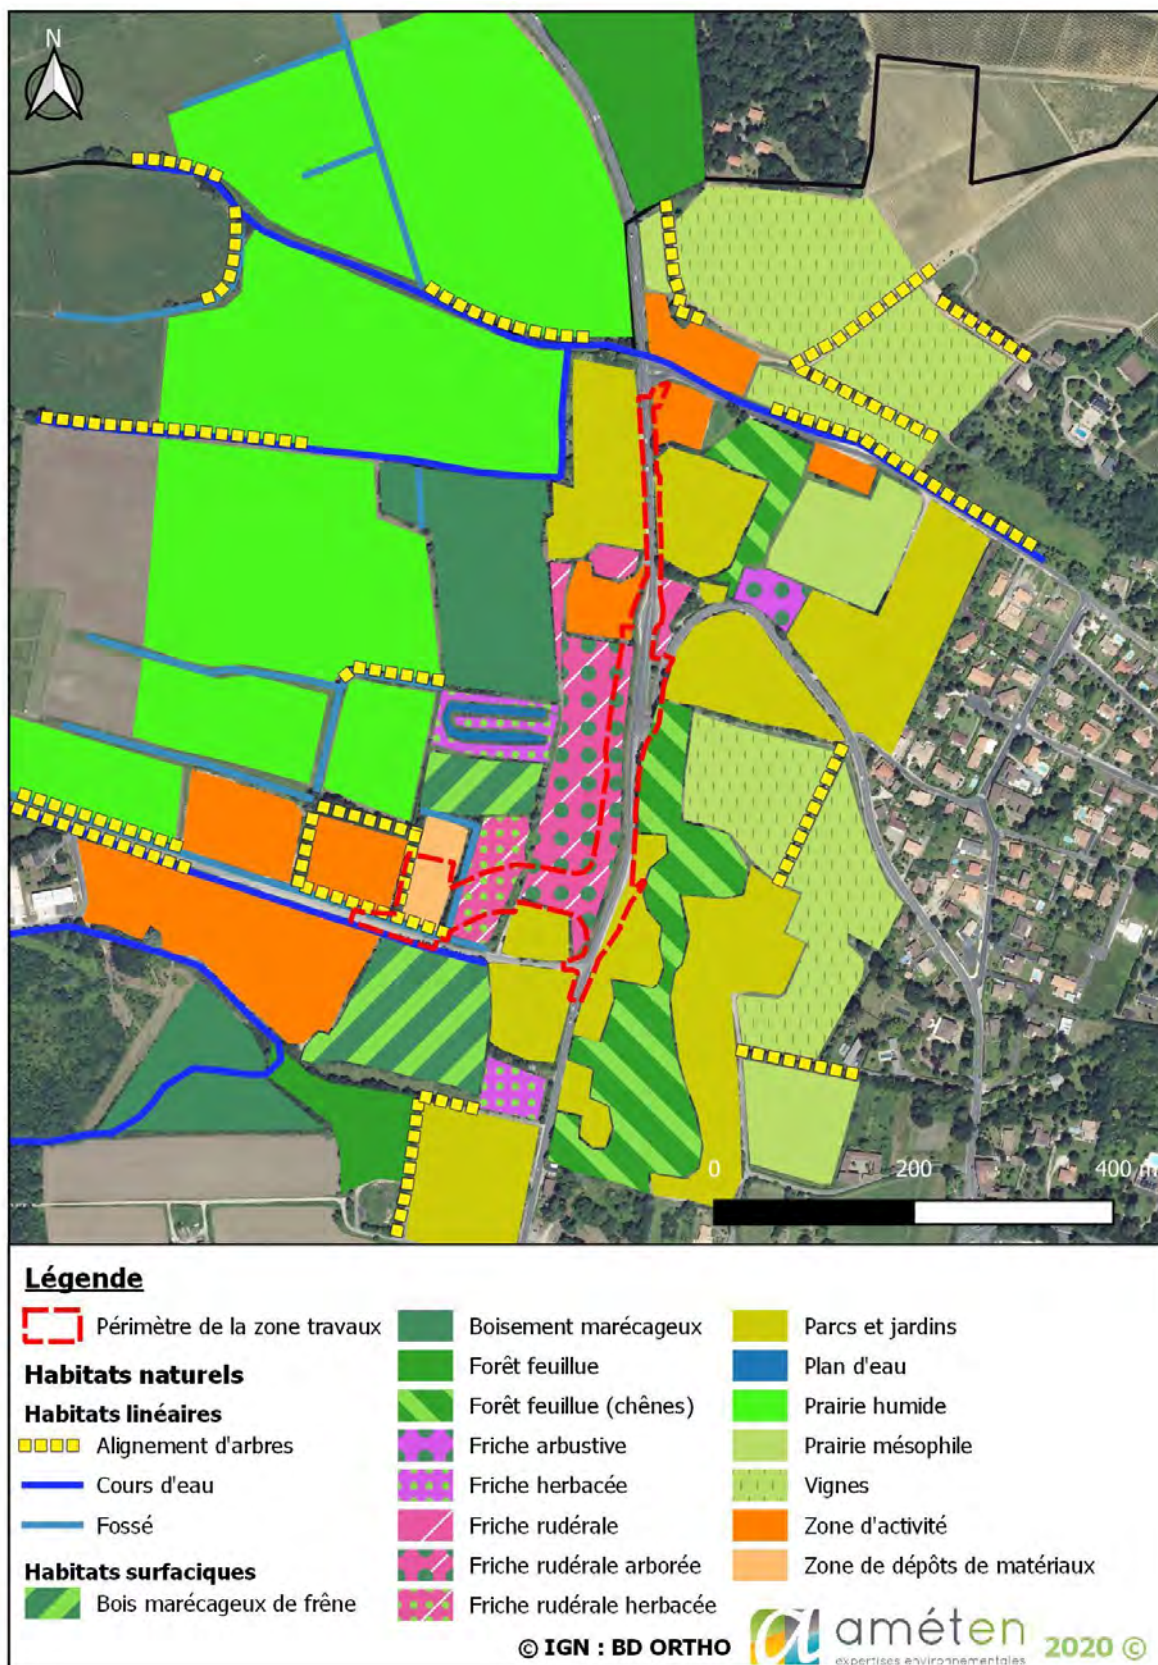 N
0 200 400 m
Légende
Périmètre de la zone travaux
Habitats naturels
Habitats linéaires
Alignement d'arbres
Cours d'eau
Fossé
Habitats surfaciques
Bois marécageux de frêne
Boisement marécageux
Forêt feuillue
Forêt feuillue (chênes)
Friche arbustive
Friche herbacée
Friche rudérale
Friche rudérale arborée
Friche rudérale herbacée
Parcs et jardins
Plan d'eau
Prairie humide
Prairie mésophile
Vignes
Zone d'activité
Zone de dépôts de matériaux
© IGN : BD ORTHO
améten
expertises environnementales
2020 ©